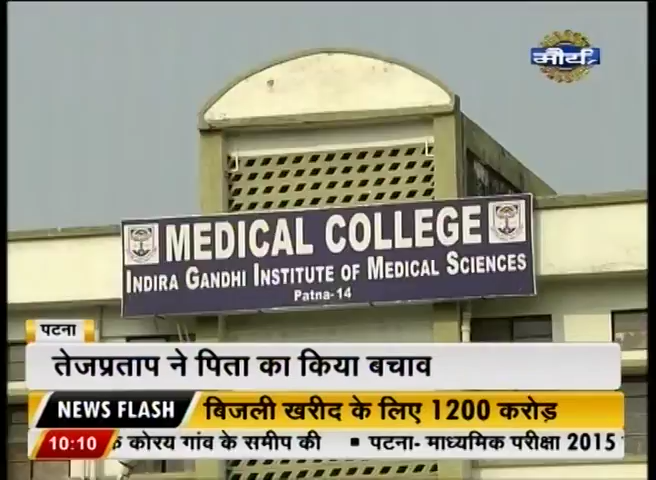 मौर्य
MEDICAL COLLEGE
INDIRA GANDHI INSTITUTE OF MEDICAL SCIENCES
Patna-14
पटना
तेजप्रताप ने पिता का किया बचाव
NEWS FLASH
बिजली खरीद के लिए 1200 करोड़
10:10
के कोरय गांव के समीप की ▪ पटना- माध्यमिक परीक्षा 2015